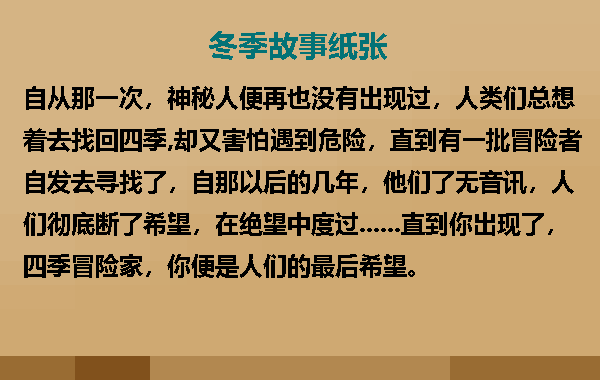 冬季故事纸张
自从那一次，神秘人便再也没有出现过，人类们总想
着去找回四季,却又害怕遇到危险，直到有一批冒险者
自发去寻找了，自那以后的几年，他们了无音讯，人
们彻底断了希望，在绝望中度过......直到你出现了，
四季冒险家，你便是人们的最后希望。